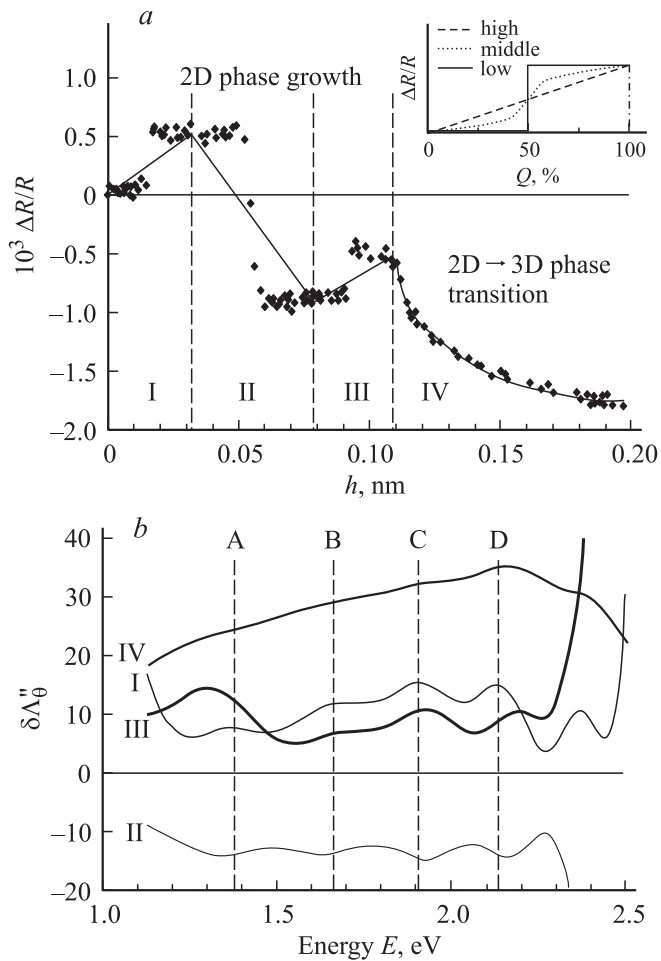 a
2D phase growth
high
middle
low
ΔR/R
0 50 100
Q, %
10³ ΔR/R
1.0
0.5
0
–0.5
–1.0
–1.5
–2.0
2D → 3D phase
transition
I II III IV
0 0.05 0.10 0.15 0.20
h, nm
b
A B C D
δΛ"θ
40
30
20
10
0
–10
–20
IV
I
III
II
1.0 1.5 2.0 2.5
Energy E, eV